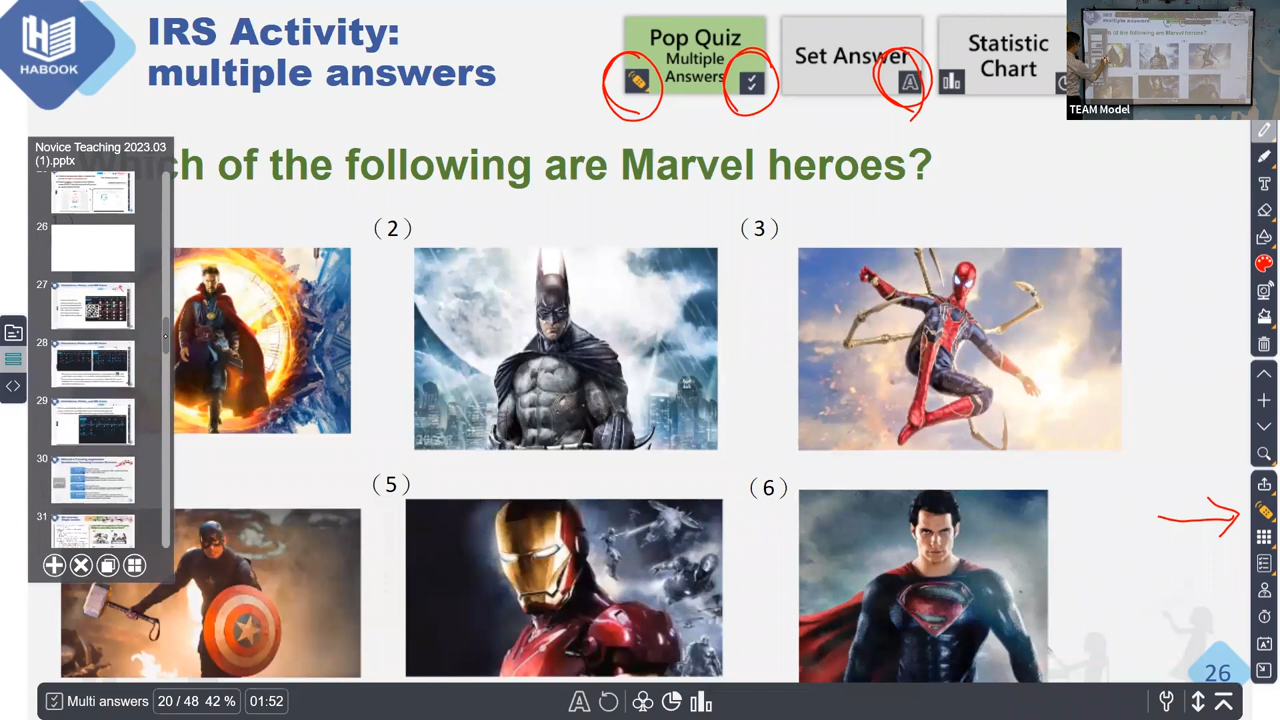 HABOOK
IRS Activity:
multiple answers
Pop Quiz
Multiple
Answers
Set Answer
Statistic
Chart
TEAM Model
Novice Teaching 2023.03
(1).pptx
of the following are Marvel heroes?
(2)
(3)
26
27
28
29
30
31
(5)
(6)
26
Multi answers
20 / 48 42 %
01:52